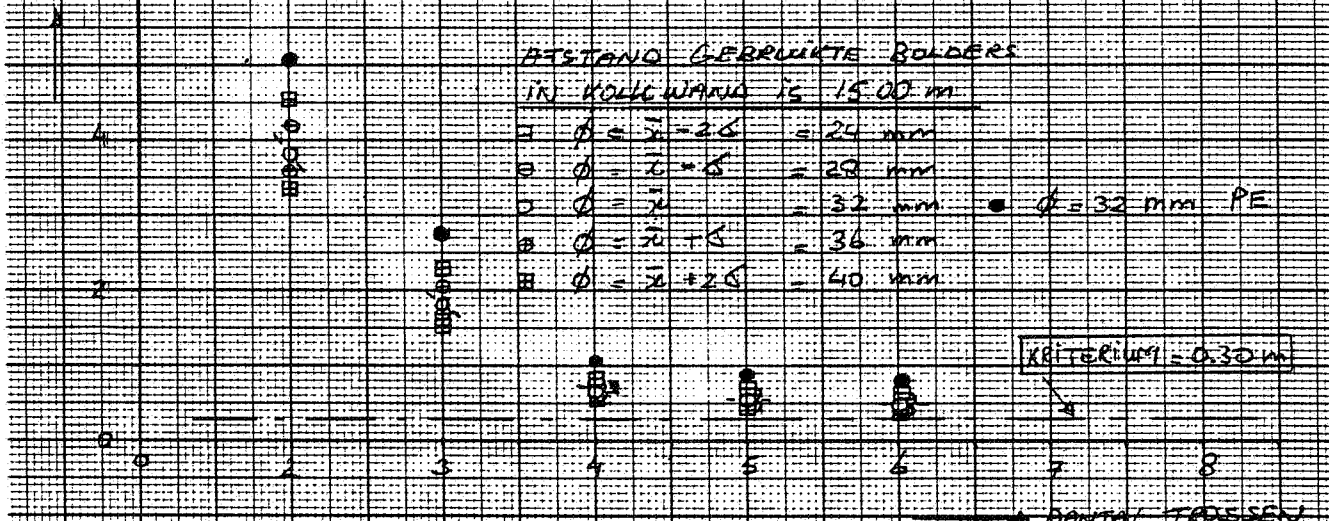 AFSTAND GEBRUIKTE BOLDERS
IN KOLKWAND IS 15.00 m
φ = x̄ - 2σ = 24 mm
φ = x̄ - σ = 28 mm
φ = x̄ = 32 mm
● φ = 32 mm PE
φ = x̄ + σ = 36 mm
φ = x̄ + 2σ = 40 mm
KRITERIUM = 0.30 m
4
2
0
0 2 3 4 5 6 7 8
AANTAL TROSSEN